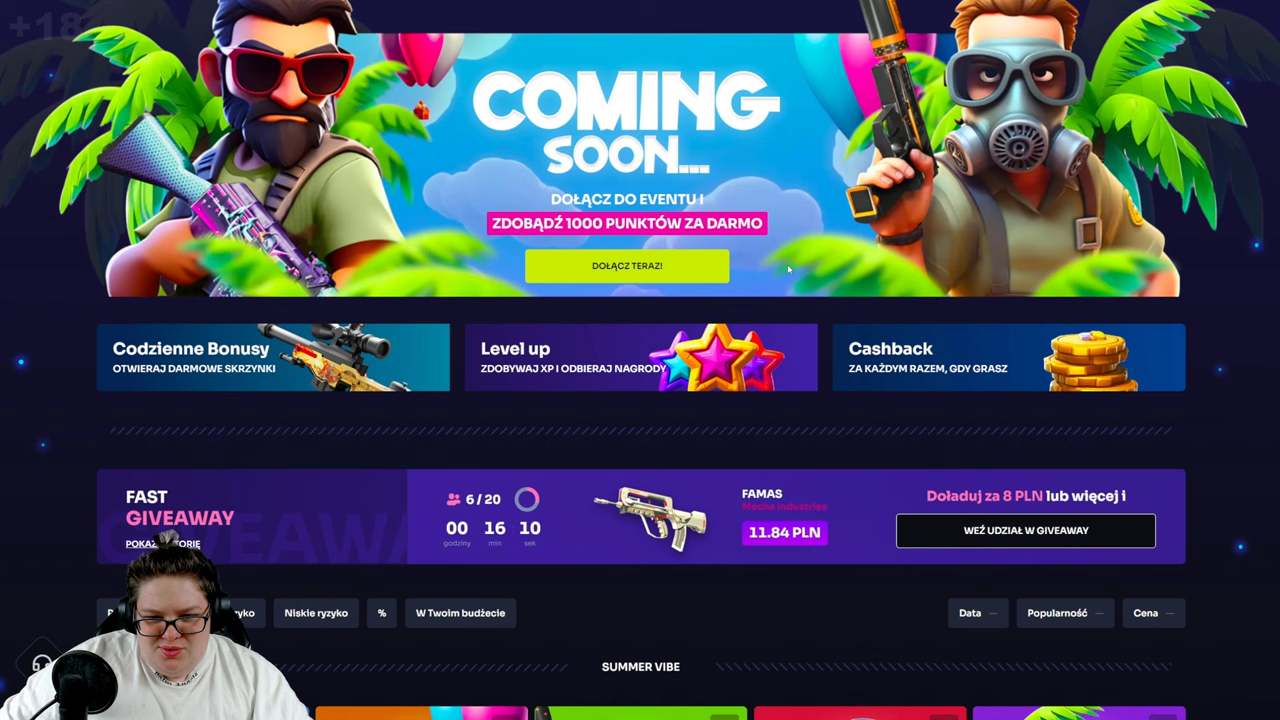 +18
COMING
SOON...
DOŁĄCZ DO EVENTU I
ZDOBĄDŹ 1000 PUNKTÓW ZA DARMO
DOŁĄCZ TERAZ!
Codzienne Bonusy
OTWIERAJ DARMOWE SKRZYNKI
Level up
ZDOBYWAJ XP I ODBIERAJ NAGRODY
Cashback
ZA KAŻDYM RAZEM, GDY GRASZ
FAST
GIVEAWAY
6 / 20
00 16 10
godziny min sek
FAMAS
Mecha Industries
11.84 PLN
Doładuj za 8 PLN lub więcej i
WEŹ UDZIAŁ W GIVEAWAY
Niskie ryzyko
%
W Twoim budżecie
Data
Popularność
Cena
SUMMER VIBE